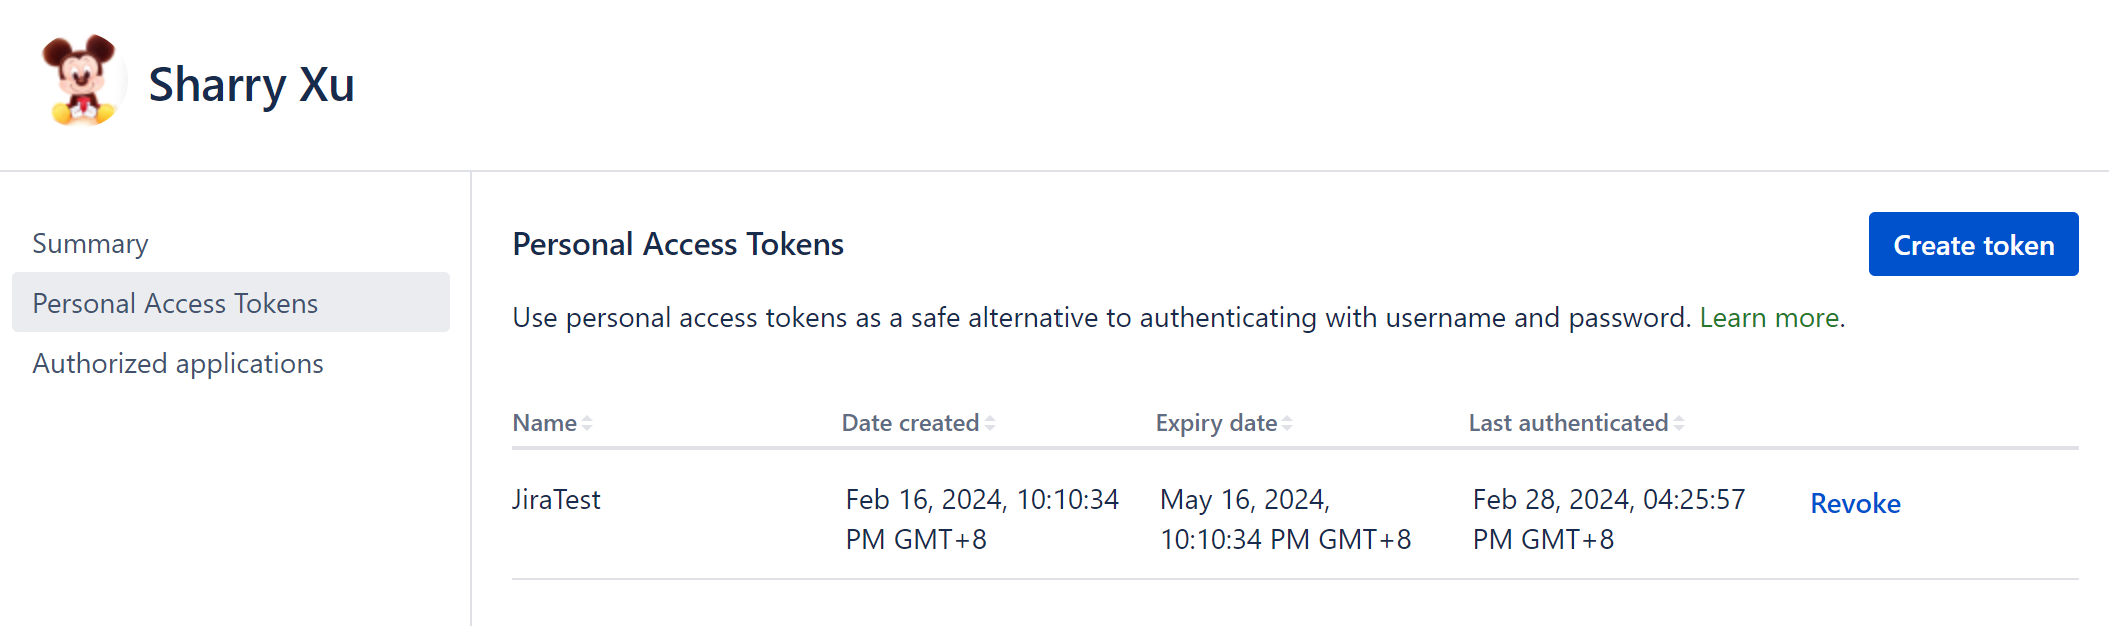 Sharry Xu
Summary
Personal Access Tokens
Authorized applications
Personal Access Tokens
Create token
Use personal access tokens as a safe alternative to authenticating with username and password. Learn more.
Name Date created Expiry date Last authenticated
JiraTest Feb 16, 2024, 10:10:34 May 16, 2024, Feb 28, 2024, 04:25:57 Revoke
PM GMT+8 10:10:34 PM GMT+8 PM GMT+8